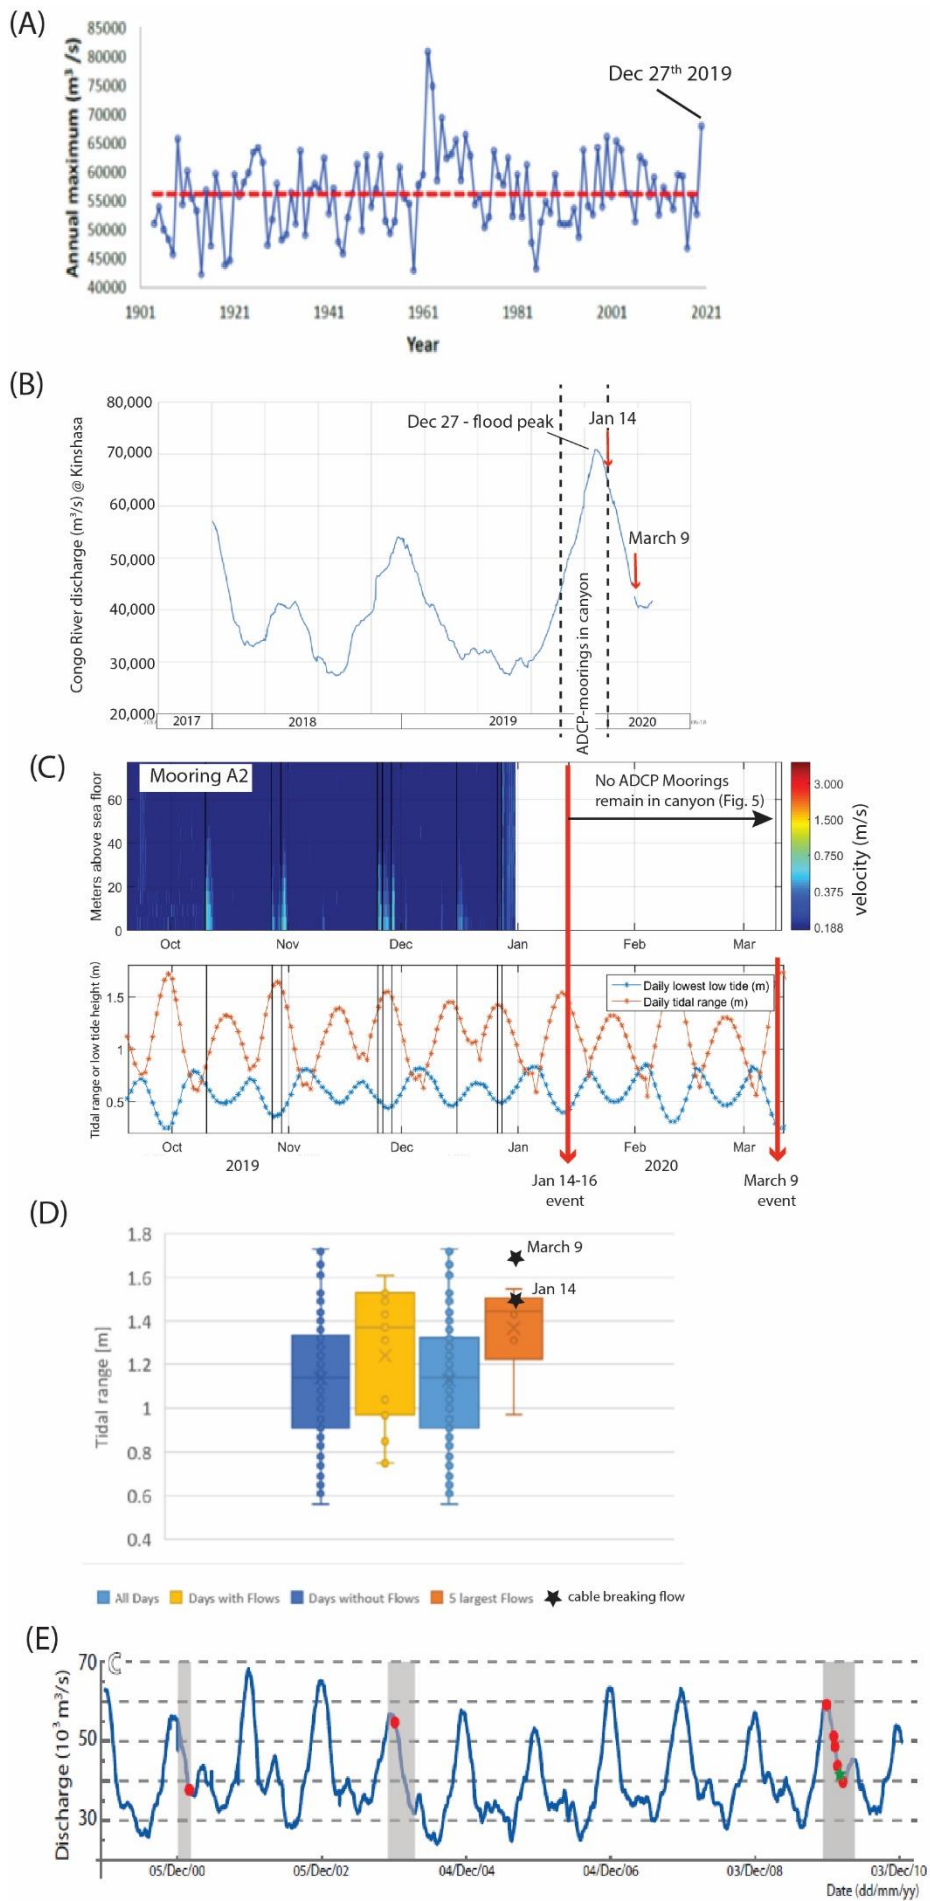 (A)
85000
80000
75000
70000
65000
60000
55000
50000
45000
40000
Annual maximum (m³ /s)
Dec 27th 2019
1901 1921 1941 1961 1981 2001 2021
Year
(B)
80,000
70,000
60,000
50,000
40,000
30,000
20,000
Congo River discharge (m³/s) @ Kinshasa
Dec 27 - flood peak
Jan 14
March 9
ADCP-moorings in canyon
2017 2018 2019 2020
(C)
Mooring A2
No ADCP Moorings
remain in canyon (Fig. 5)
Meters above sea floor
60
40
20
0
Oct Nov Dec Jan Feb Mar
3.000
1.500
0.750
0.375
0.188
velocity (m/s)
Tidal range or low tide height (m)
1.5
1
0.5
Daily lowest low tide (m)
Daily tidal range (m)
Oct Nov Dec Jan Feb Mar
2019 2020
Jan 14-16
event
March 9
event
(D)
1.8
1.6
1.4
1.2
1
0.8
0.6
0.4
Tidal range [m]
March 9
Jan 14
All Days Days with Flows Days without Flows 5 largest Flows cable breaking flow
(E)
70
50
30
Discharge (10³ m³/s)
05/Dec/00 05/Dec/02 04/Dec/04 04/Dec/06 03/Dec/08 03/Dec/10
Date (dd/mm/yy)